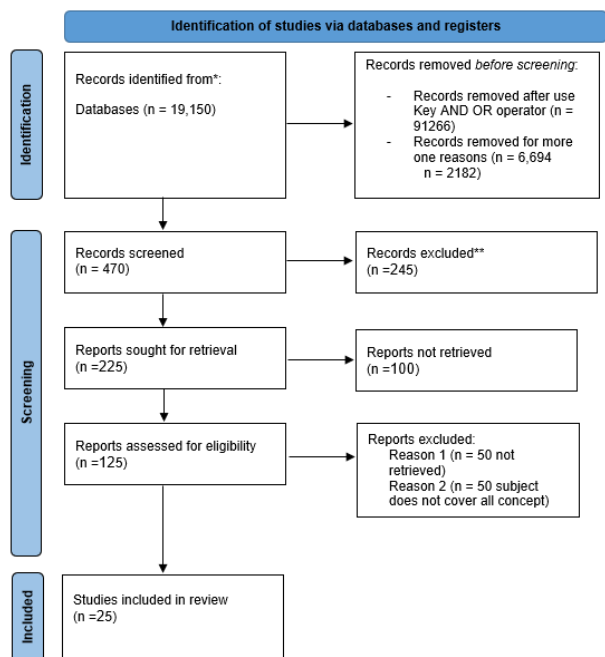 Identification of studies via databases and registers
Identification
Records identified from*:
Databases (n = 19,150)
Records removed before screening:
- Records removed after use
Key AND OR operator (n =
91266)
- Records removed for more
one reasons (n = 6,694
n = 2182)
Screening
Records screened
(n = 470)
Records excluded**
(n =245)
Reports sought for retrieval
(n =225)
Reports not retrieved
(n =100)
Reports assessed for eligibility
(n =125)
Reports excluded:
Reason 1 (n = 50 not
retrieved)
Reason 2 (n = 50 subject
does not cover all concept)
Included
Studies included in review
(n =25)